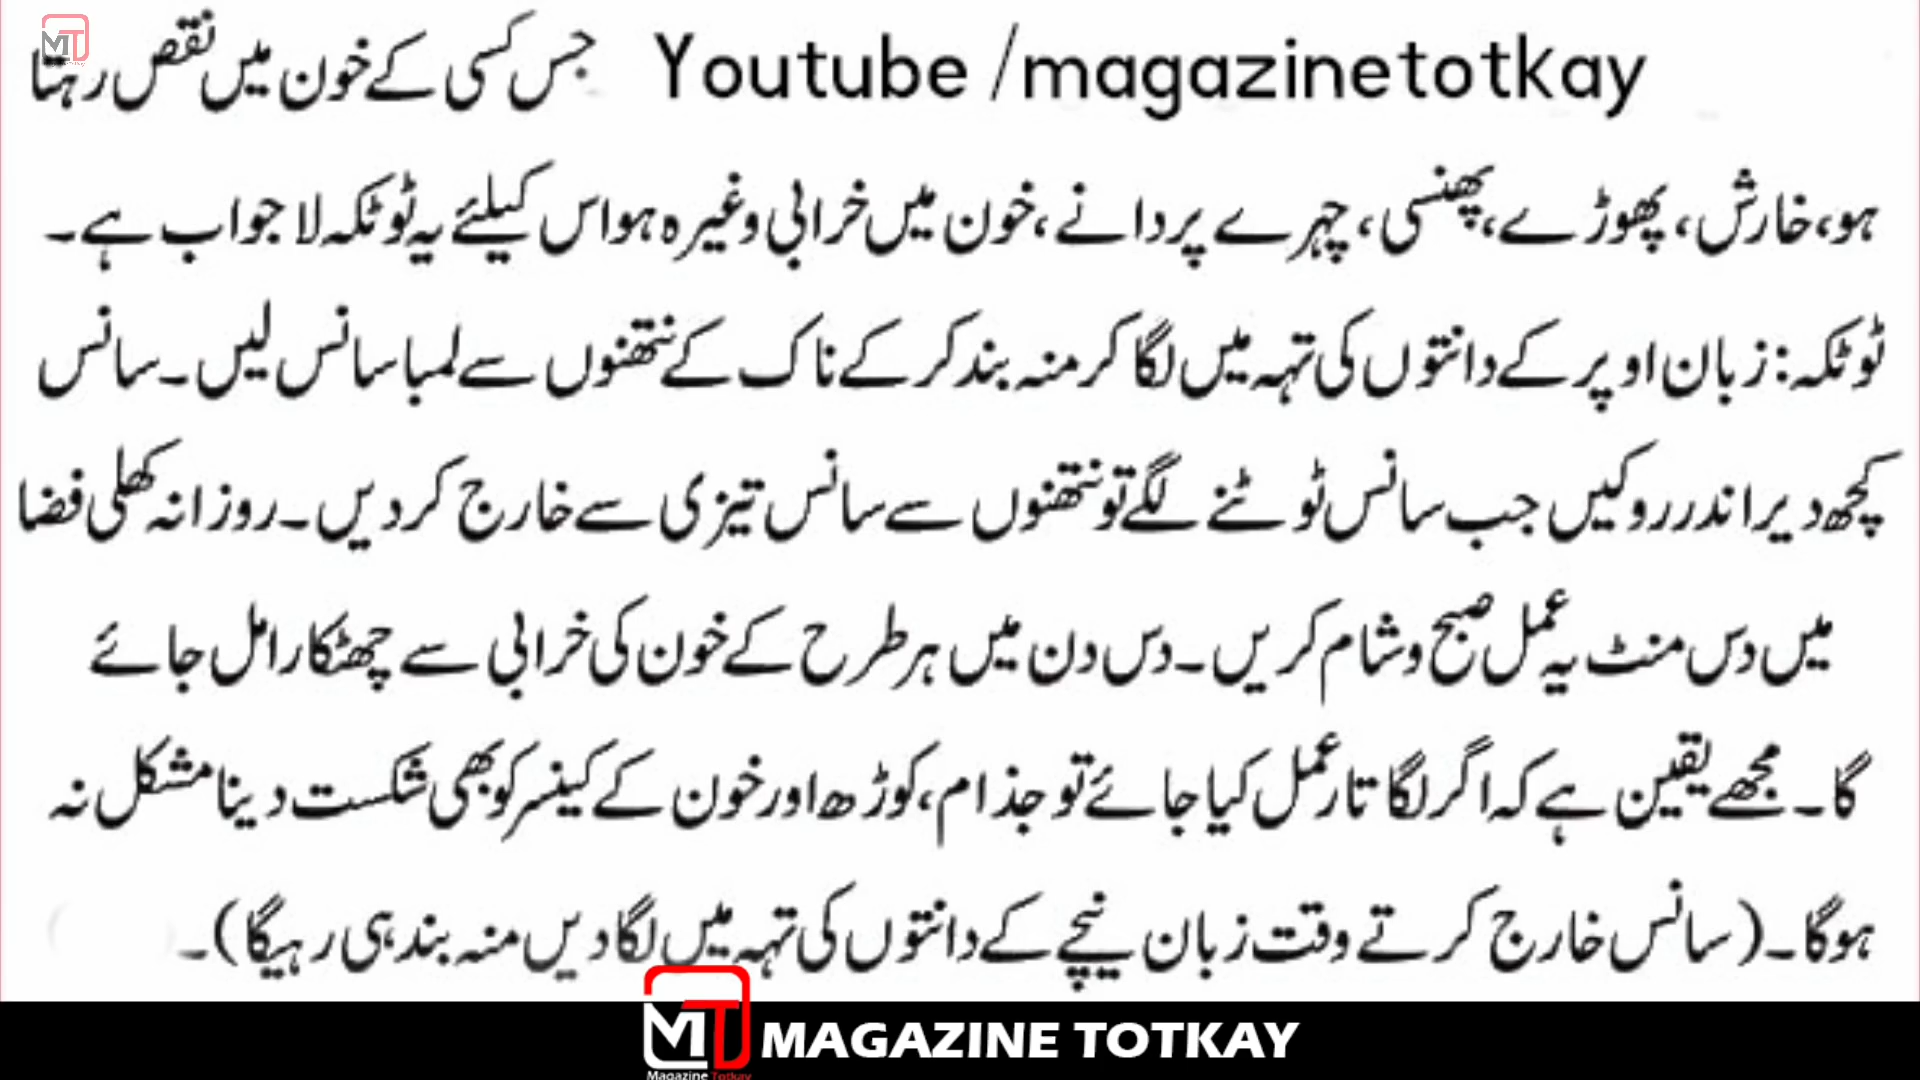 جس کسی کے خون میں نقص رہتا Youtube /magazinetotkay
ہو، خارش، پھوڑے، پھنسی، چہرے پر دانے، خون میں خرابی وغیرہ ہو اس کیلئے یہ ٹوٹکہ لاجواب ہے۔
ٹوٹکہ: زبان اوپر کے دانتوں کی تہہ میں لگا کر منہ بند کر کے ناک کے نتھنوں سے لمبا سانس لیں۔ سانس
کچھ دیر اندر روکیں جب سانس ٹوٹنے لگے تو نتھنوں سے سانس تیزی سے خارج کر دیں۔ روزانہ کھلی فضا
میں دس منٹ یہ عمل صبح و شام کریں۔ دس دن میں ہر طرح کے خون کی خرابی سے چھٹکارا مل جائے
گا۔ مجھے یقین ہے کہ اگر لگا تار عمل کیا جائے تو جذام، کوڑھ اور خون کے کینسر کو بھی شکست دینا مشکل نہ
ہوگا۔ (سانس خارج کرتے وقت زبان نیچے کے دانتوں کی تہہ میں لگا دیں منہ بند ہی رہیگا)۔
MT MAGAZINE TOTKAY
Magazine Totkay